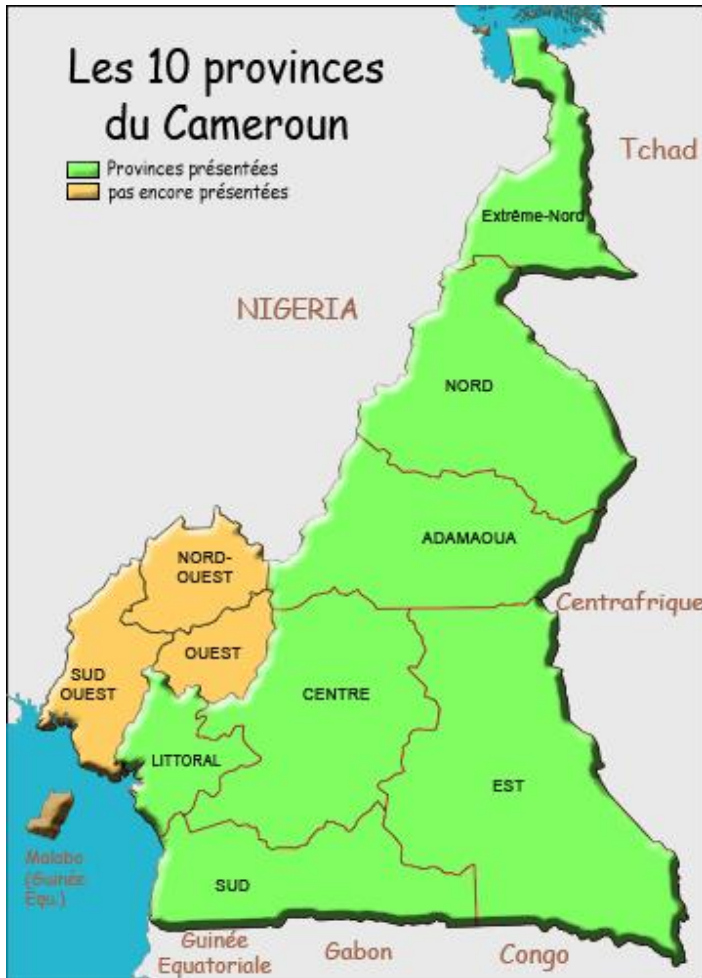 Les 10 provinces
du Cameroun
Provinces présentées
pas encore présentées
Tchad
Extrême-Nord
NIGERIA
NORD
ADAMAOUA
NORD-
OUEST
Centrafrique
OUEST
SUD
OUEST
CENTRE
LITTORAL
EST
Malabo
(Guinée
Equ.)
SUD
Guinée
Equatoriale
Gabon
Congo